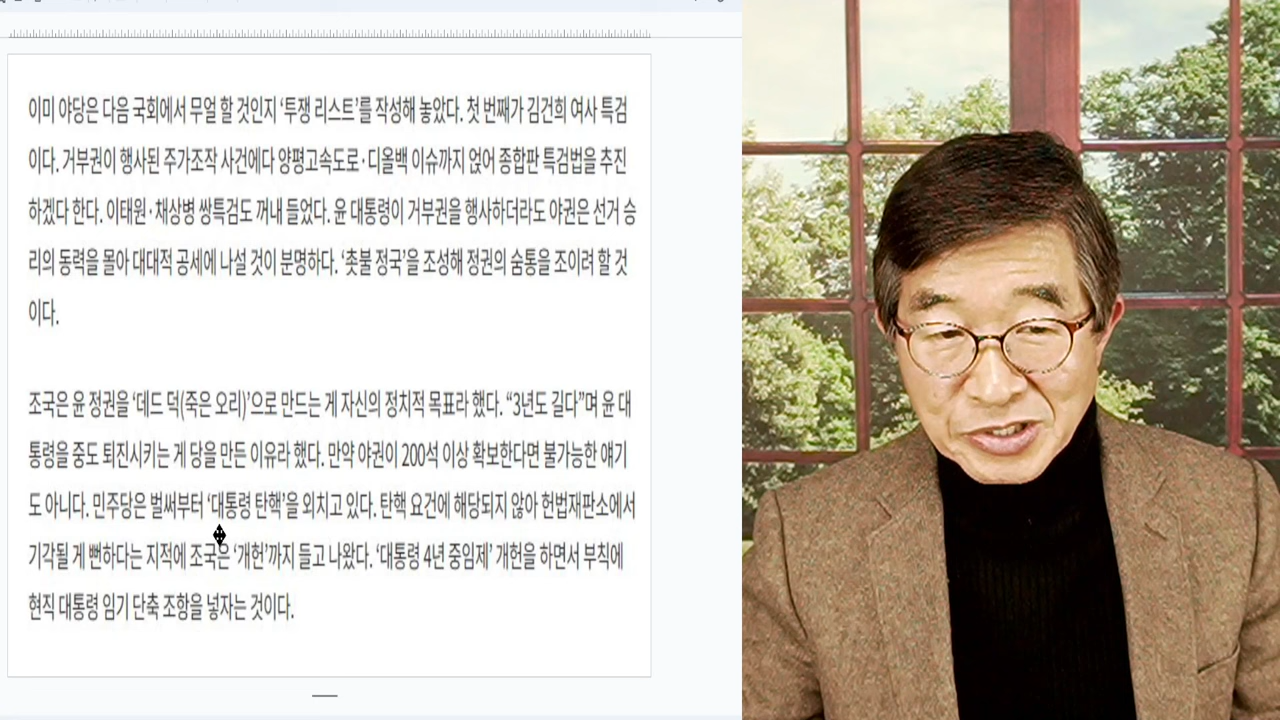 이미 야당은 다음 국회에서 무얼 할 것인지 ‘투쟁 리스트’를 작성해 놓았다. 첫 번째가 김건희 여사 특검
이다. 거부권이 행사된 주가조작 사건에다 양평고속도로·디올백 이슈까지 얹어 종합판 특검법을 추진
하겠다 한다. 이태원·채상병 쌍특검도 꺼내 들었다. 윤 대통령이 거부권을 행사하더라도 야권은 선거 승
리의 동력을 몰아 대대적 공세에 나설 것이 분명하다. ‘촛불 정국’을 조성해 정권의 숨통을 조이려 할 것
이다.
조국은 윤 정권을 ‘데드 덕(죽은 오리)’으로 만드는 게 자신의 정치적 목표라 했다. “3년도 길다”며 윤 대
통령을 중도 퇴진시키는 게 당을 만든 이유라 했다. 만약 야권이 200석 이상 확보한다면 불가능한 얘기
도 아니다. 민주당은 벌써부터 ‘대통령 탄핵’을 외치고 있다. 탄핵 요건에 해당되지 않아 헌법재판소에서
기각될 게 뻔하다는 지적에 조국은 ‘개헌’까지 들고 나왔다. ‘대통령 4년 중임제’ 개헌을 하면서 부칙에
현직 대통령 임기 단축 조항을 넣자는 것이다.